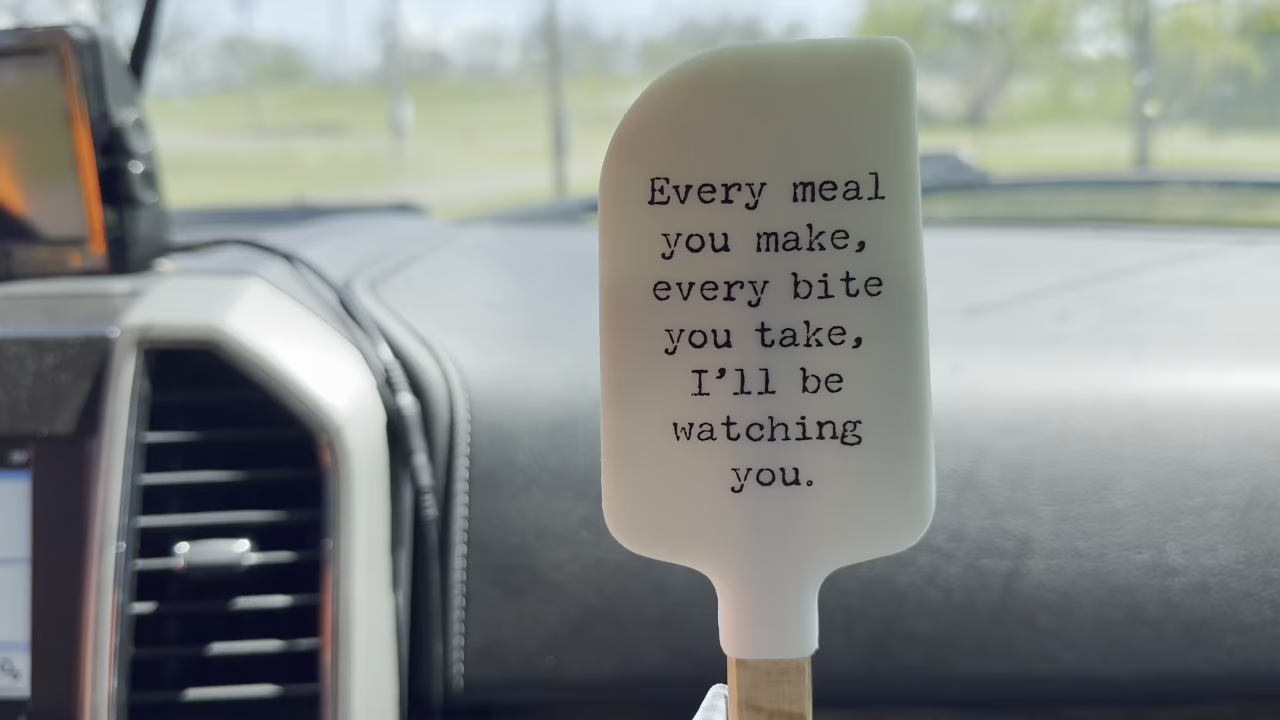 Every meal
you make,
every bite
you take,
I'll be
watching
you.